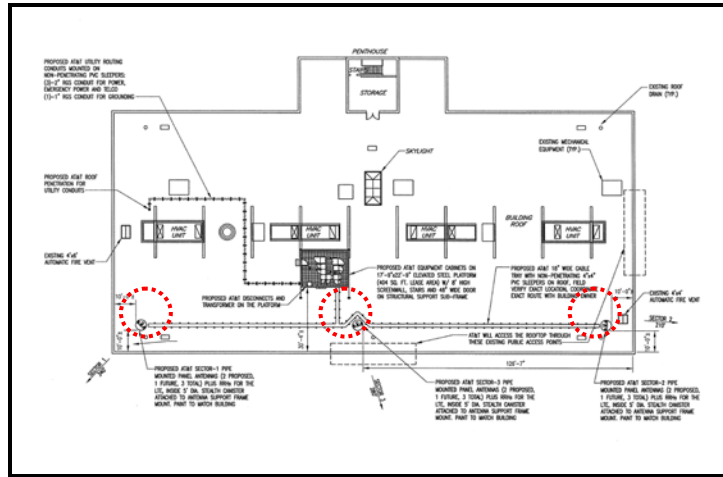 PENTHOUSE
STAIR
STORAGE
PROPOSED AT&T UTILITY ROUTING
CONDUITS MOUNTED ON
NON-PENETRATING PVC SLEEPERS:
(3)-2" RGS CONDUIT FOR POWER,
EMERGENCY POWER AND TELCO
(1)-1" RGS CONDUIT FOR GROUNDING
EXISTING ROOF
DRAIN (TYP.)
SKYLIGHT
EXISTING MECHANICAL
EQUIPMENT (TYP.)
PROPOSED AT&T ROOF
PENETRATION FOR
UTILITY CONDUITS
HVAC
UNIT
HVAC
UNIT
HVAC
UNIT
HVAC
UNIT
BUILDING
ROOF
EXISTING 4'x6'
AUTOMATIC FIRE VENT
PROPOSED AT&T EQUIPMENT CABINETS ON
17'-0"x22'-0" ELEVATED STEEL PLATFORM
(404 SQ. FT. LEASE AREA) W/ 8' HIGH
SCREENWALL, STAIRS AND 48" WIDE DOOR
ON STRUCTURAL SUPPORT SUB-FRAME
PROPOSED AT&T 18" WIDE CABLE
TRAY WITH NON-PENETRATING 4"x4"
PVC SLEEPERS ON ROOF, FIELD
VERIFY EXACT LOCATION, COORDINATE
EXACT ROUTE WITH BUILDING OWNER
PROPOSED AT&T DISCONNECTS AND
TRANSFORMER ON THE PLATFORM
10'-0"±
EXISTING 4'x4'
AUTOMATIC FIRE VENT
SECTOR 2
210°
30'-6"±
AT&T WILL ACCESS THE ROOFTOP THROUGH
THESE EXISTING PUBLIC ACCESS POINTS
10'-0"±
126'-7"
PROPOSED AT&T SECTOR-1 PIPE
MOUNTED PANEL ANTENNAS (2 PROPOSED,
1 FUTURE, 3 TOTAL) PLUS RRHs FOR THE
LTE, INSIDE 5' DIA. STEALTH CANISTER
ATTACHED TO ANTENNA SUPPORT FRAME
MOUNT. PAINT TO MATCH BUILDING
PROPOSED AT&T SECTOR-3 PIPE
MOUNTED PANEL ANTENNAS (2 PROPOSED,
1 FUTURE, 3 TOTAL) PLUS RRHs FOR THE
LTE, INSIDE 5' DIA. STEALTH CANISTER
ATTACHED TO ANTENNA SUPPORT FRAME
MOUNT. PAINT TO MATCH BUILDING
PROPOSED AT&T SECTOR-2 PIPE
MOUNTED PANEL ANTENNAS (2 PROPOSED,
1 FUTURE, 3 TOTAL) PLUS RRHs FOR THE
LTE, INSIDE 5' DIA. STEALTH CANISTER
ATTACHED TO ANTENNA SUPPORT FRAME
MOUNT. PAINT TO MATCH BUILDING